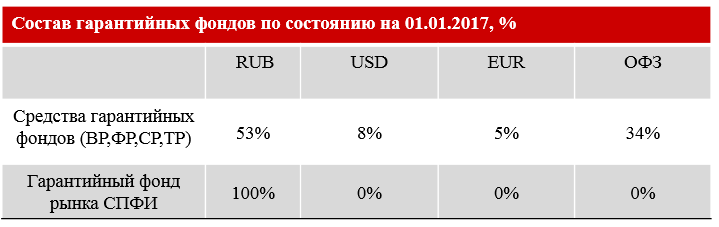 Состав гарантийных фондов по состоянию на 01.01.2017, %
RUB USD EUR ОФЗ
Средства гарантийных
фондов (ВР,ФР,СР,ТР) 53% 8% 5% 34%
Гарантийный фонд
рынка СПФИ 100% 0% 0% 0%